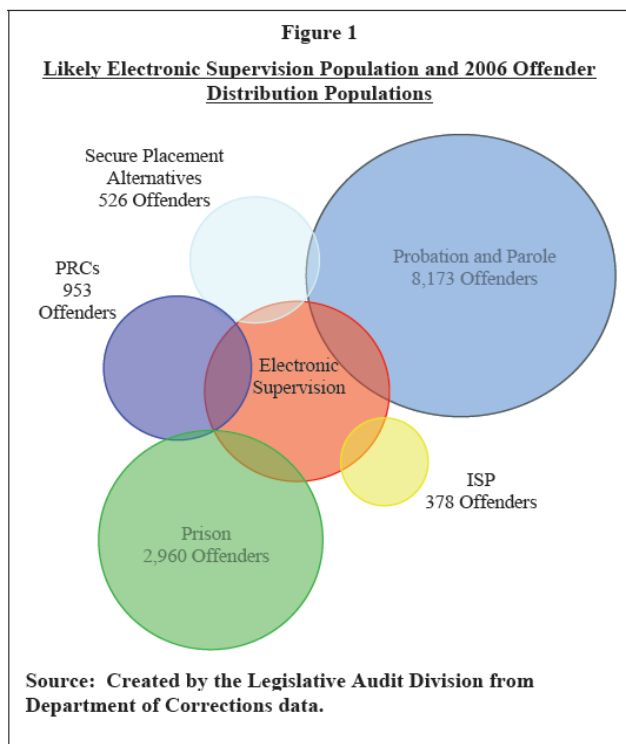 Figure 1
Likely Electronic Supervision Population and 2006 Offender
Distribution Populations
Secure Placement
Alternatives
526 Offenders
Probation and Parole
8,173 Offenders
PRCs
953
Offenders
Electronic
Supervision
ISP
378 Offenders
Prison
2,960 Offenders
Source: Created by the Legislative Audit Division from
Department of Corrections data.